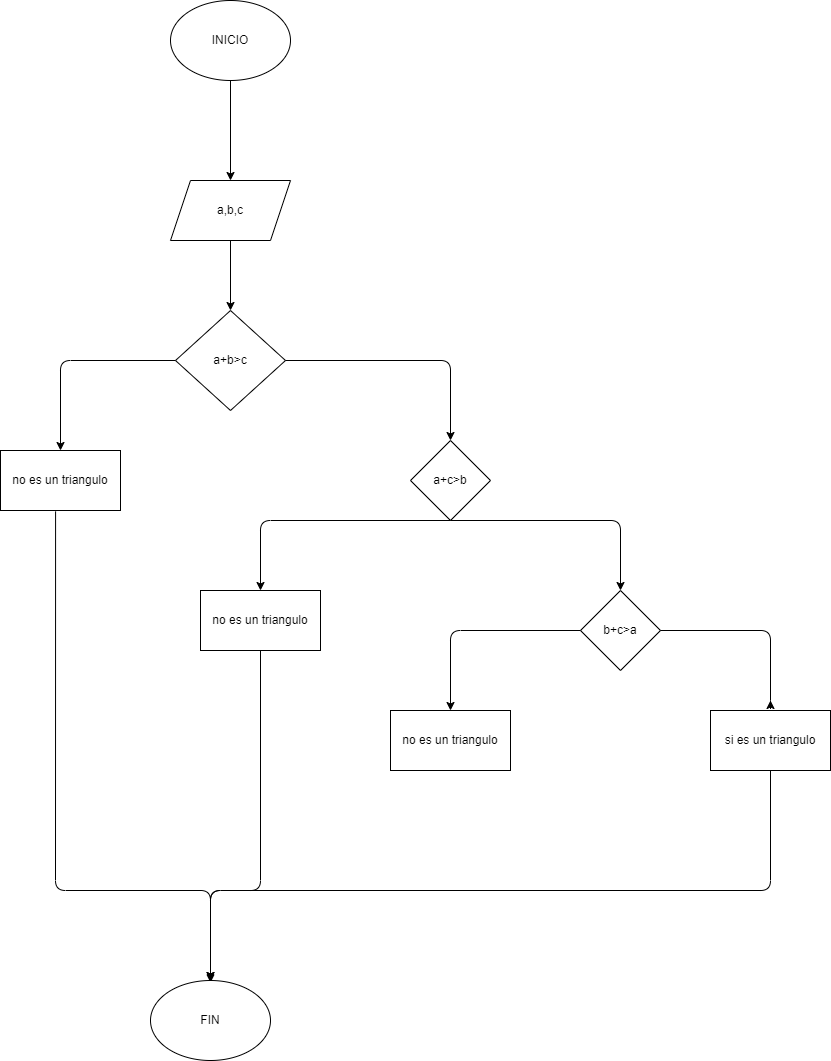 INICIO
a,b,c
a+b>c
no es un triangulo
a+c>b
no es un triangulo
b+c>a
no es un triangulo
si es un triangulo
FIN